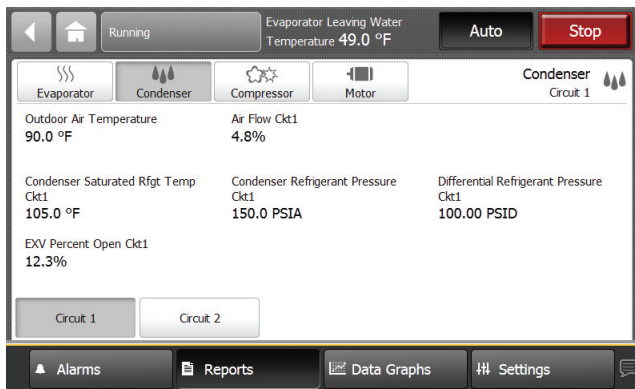 Running
Evaporator Leaving Water
Temperature 49.0 °F
Auto
Stop
Evaporator
Condenser
Compressor
Motor
Condenser
Circuit 1
Outdoor Air Temperature
90.0 °F
Air Flow Ckt1
4.8%
Condenser Saturated Rfgt Temp
Ckt1
105.0 °F
Condenser Refrigerant Pressure
Ckt1
150.0 PSIA
Differential Refrigerant Pressure
Ckt1
100.00 PSID
EXV Percent Open Ckt1
12.3%
Circuit 1
Circuit 2
Alarms
Reports
Data Graphs
Settings